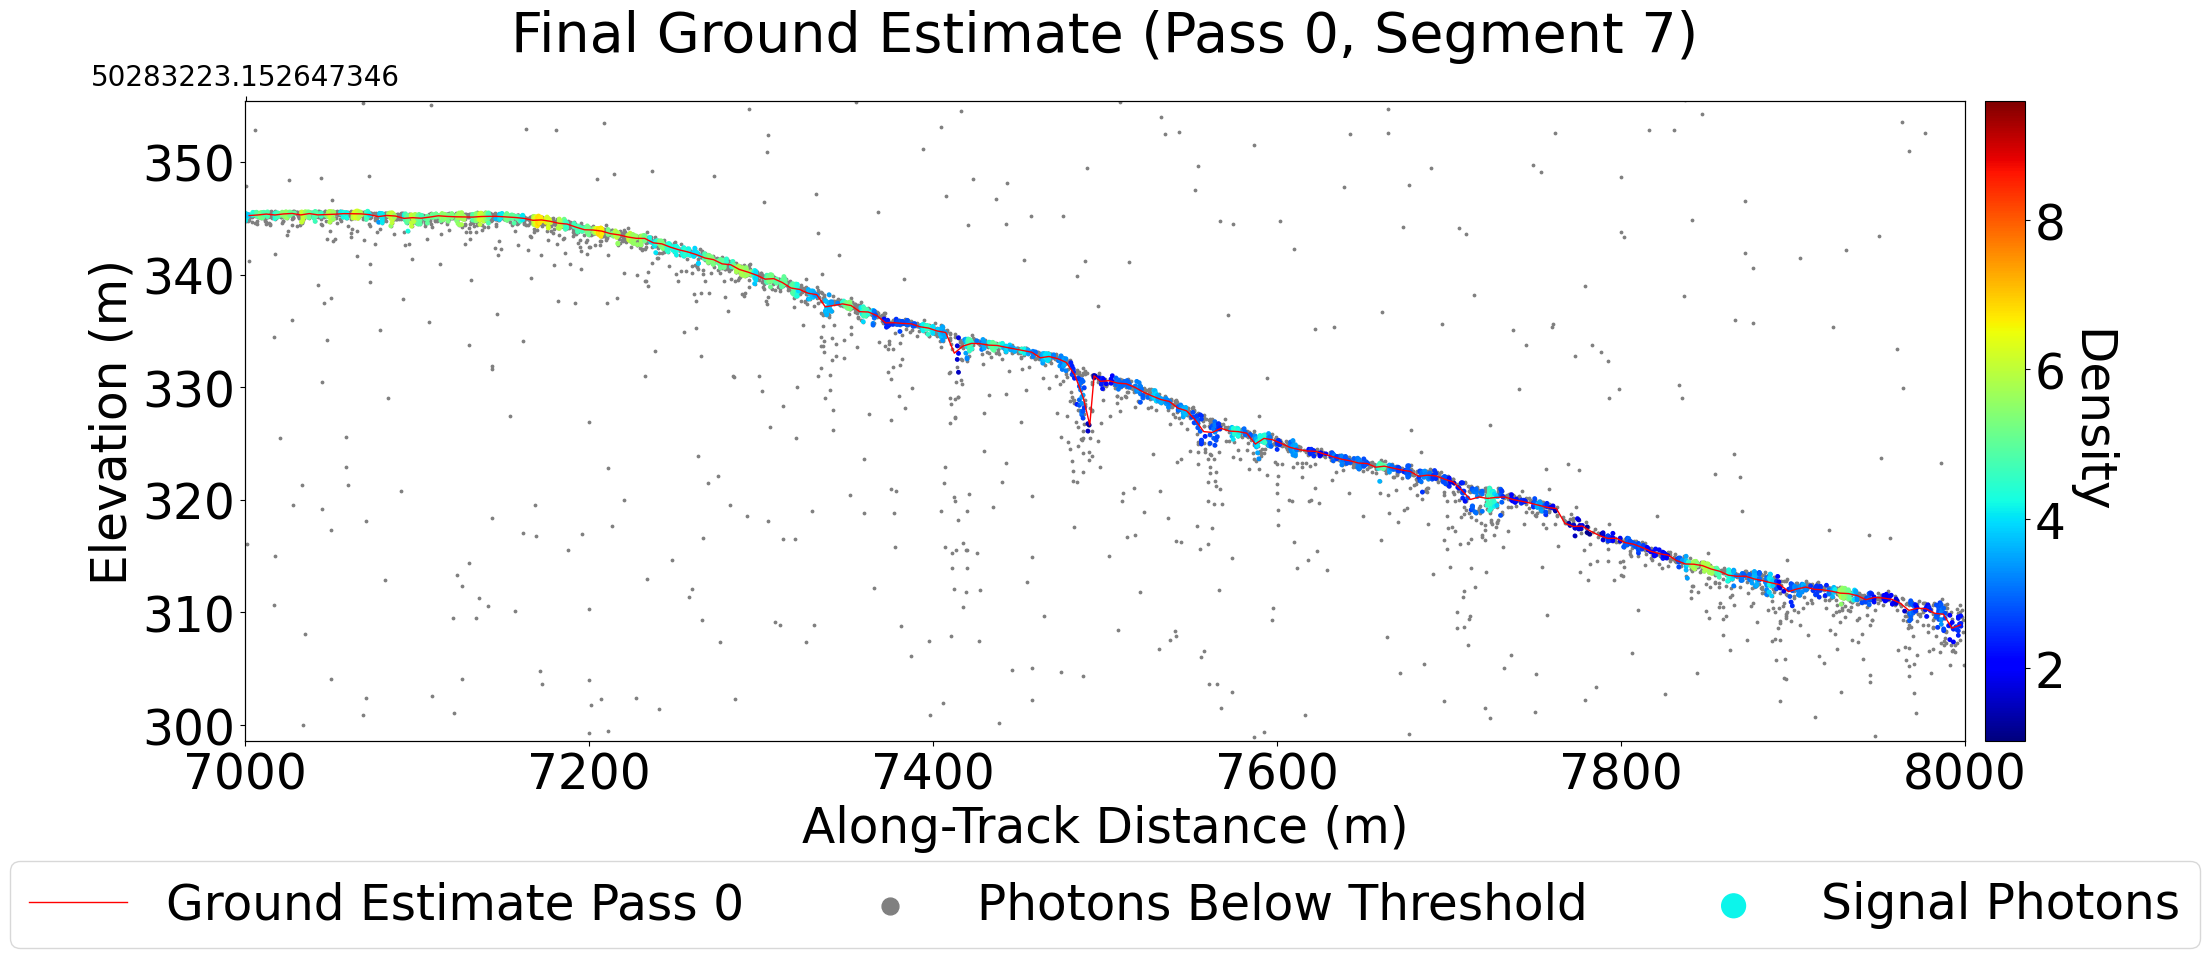 Final Ground Estimate (Pass 0, Segment 7)
50283223.152647346
350
340
330
320
310
300
Elevation (m)
7000 7200 7400 7600 7800 8000
Along-Track Distance (m)
8
6
4
2
Density
Ground Estimate Pass 0 Photons Below Threshold Signal Photons